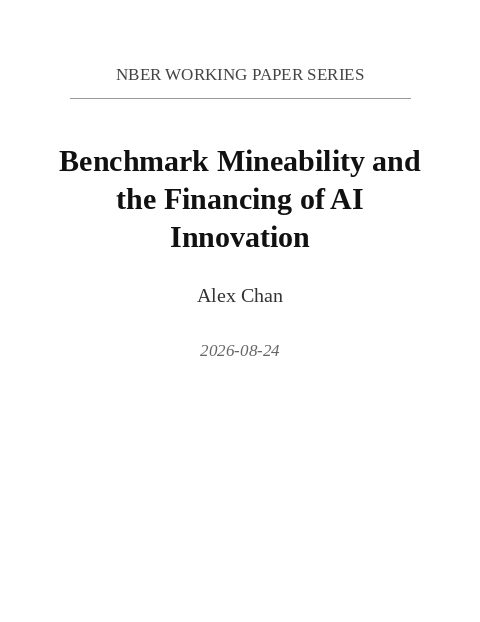 NBER WORKING PAPER SERIES
Benchmark Mineability and
the Financing of AI
Innovation
Alex Chan
2026-08-24